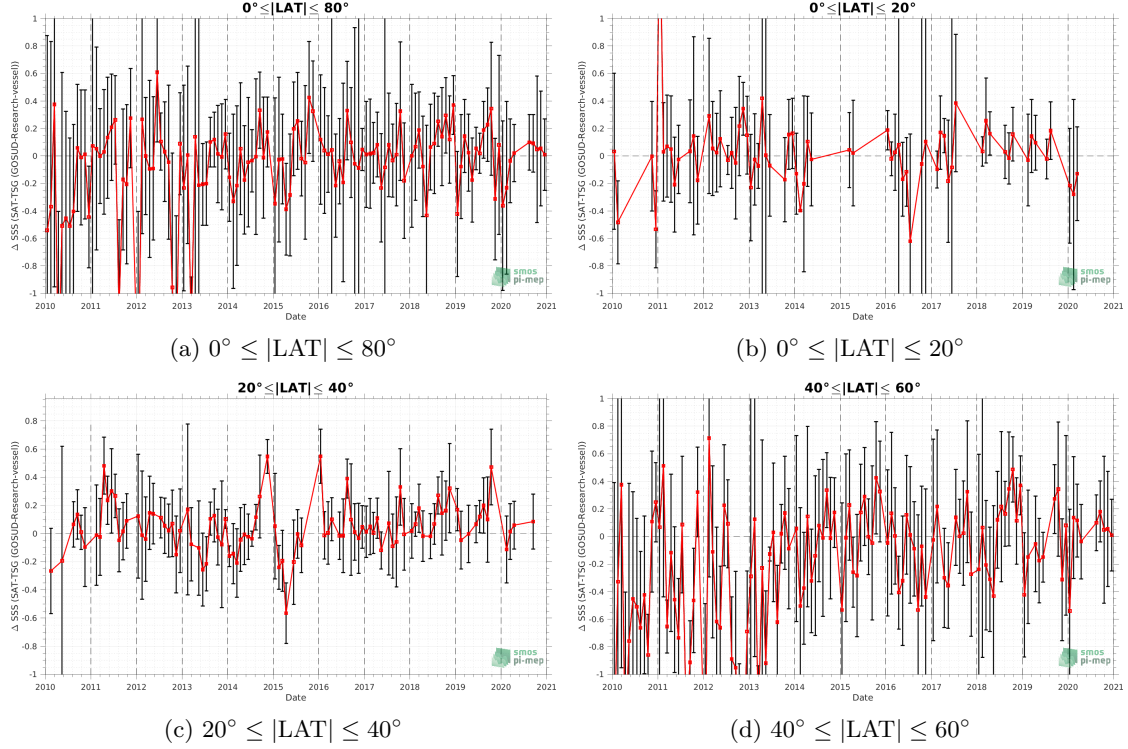 0°≤|LAT|≤ 80°
1
0.8
0.6
0.4
0.2
0
-0.2
-0.4
-0.6
-0.8
-1
Δ SSS (SAT-TSG (GOSUD-Research-vessel))
2010 2011 2012 2013 2014 2015 2016 2017 2018 2019 2020 2021
Date
smos
pi-mep
(a) 0° ≤ |LAT| ≤ 80°
0°≤|LAT|≤ 20°
1
0.8
0.6
0.4
0.2
0
-0.2
-0.4
-0.6
-0.8
-1
Δ SSS (SAT-TSG (GOSUD-Research-vessel))
2010 2011 2012 2013 2014 2015 2016 2017 2018 2019 2020 2021
Date
smos
pi-mep
(b) 0° ≤ |LAT| ≤ 20°
20°≤|LAT|≤ 40°
0.8
0.6
0.4
0.2
0
-0.2
-0.4
-0.6
-0.8
-1
Δ SSS (SAT-TSG (GOSUD-Research-vessel))
2010 2011 2012 2013 2014 2015 2016 2017 2018 2019 2020 2021
Date
smos
pi-mep
(c) 20° ≤ |LAT| ≤ 40°
40°≤|LAT|≤ 60°
1
0.8
0.6
0.4
0.2
0
-0.2
-0.4
-0.6
-0.8
-1
Δ SSS (SAT-TSG (GOSUD-Research-vessel))
2010 2011 2012 2013 2014 2015 2016 2017 2018 2019 2020 2021
Date
smos
pi-mep
(d) 40° ≤ |LAT| ≤ 60°